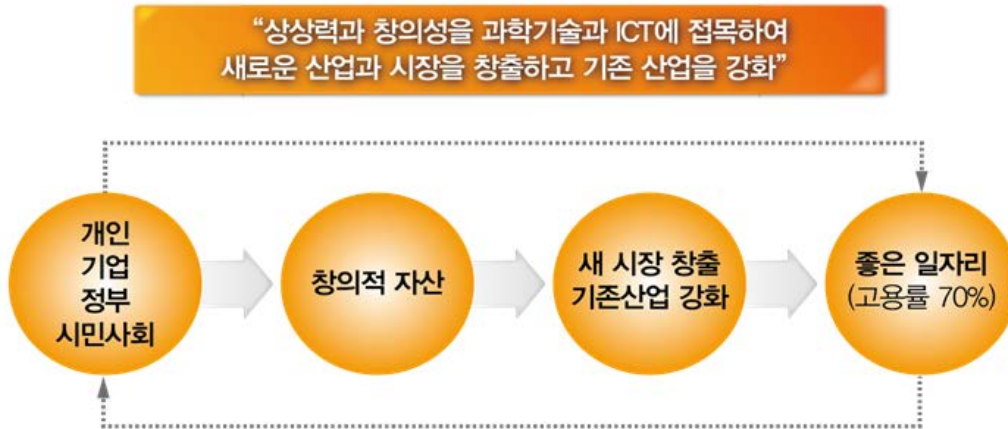 “상상력과 창의성을 과학기술과 ICT에 접목하여
새로운 산업과 시장을 창출하고 기존 산업을 강화”
개인
기업
정부
시민사회
창의적 자산
새 시장 창출
기존산업 강화
좋은 일자리
(고용률 70%)